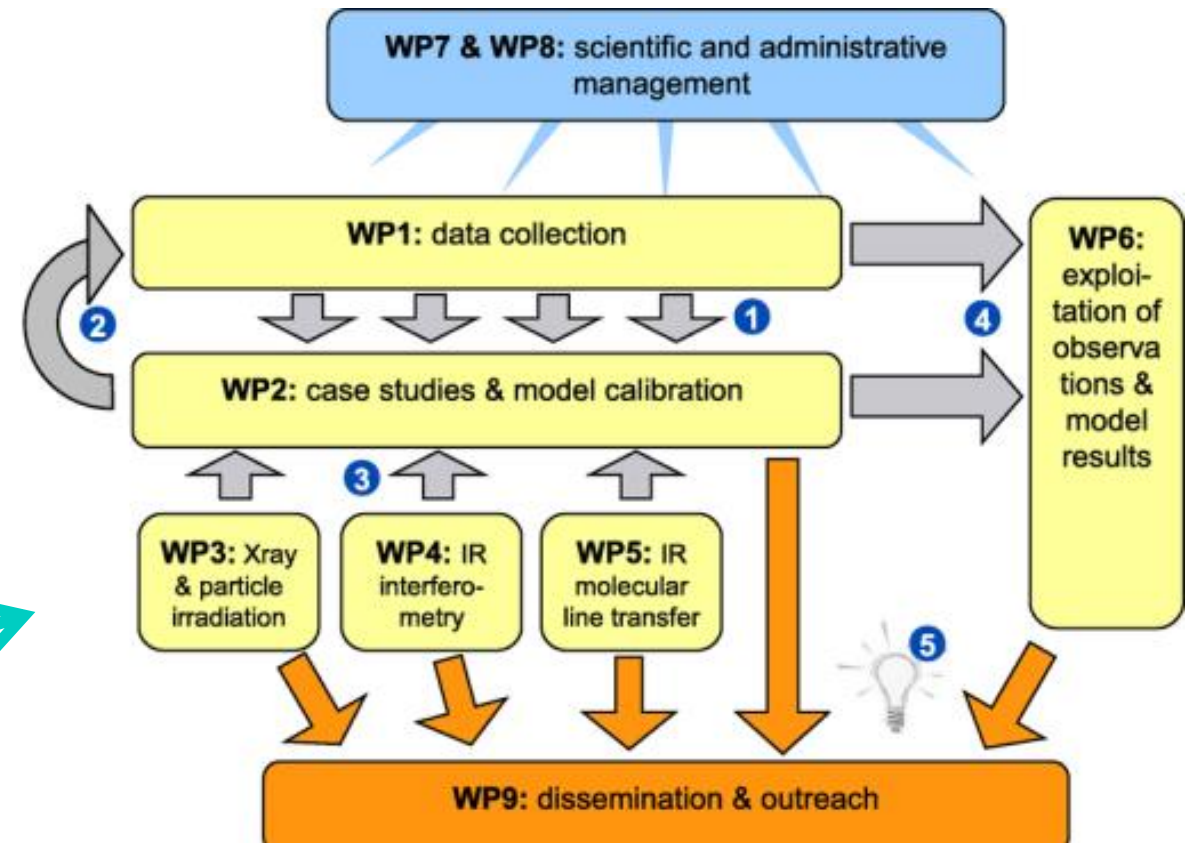 WP7 & WP8: scientific and administrative
management
WP1: data collection
1
2
4
WP2: case studies & model calibration
WP6:
exploi-
tation of
observa
tions &
model
results
3
WP3: Xray
& particle
irradiation
WP4: IR
interfero-
metry
WP5: IR
molecular
line transfer
5
WP9: dissemination & outreach